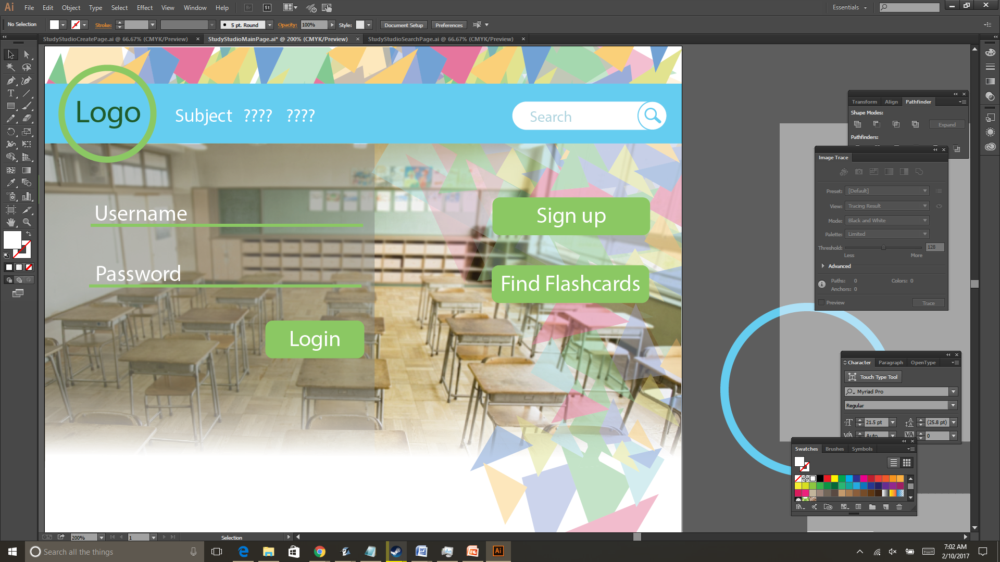 Ai File Edit Object Type Select Effect View Window Help Br St Essentials
No Selection Stroke: 5 pt. Round Opacity: 100% Style: Document Setup Preferences
StudyStudioCreatePage.ai @ 66.67% (CMYK/Preview) × StudyStudioMainPage.ai* @ 200% (CMYK/Preview) × StudyStudioSearchPage.ai @ 66.67% (CMYK/Preview) ×
Logo
Subject ???? ????
Search
Username
Password
Login
Sign up
Find Flashcards
Transform Align Pathfinder
Shape Modes:
Expand
Pathfinders:
Image Trace
Preset: [Default]
View: Tracing Result
Mode: Black and White
Palette: Limited
Threshold: 128
Less More
Advanced
Paths: 0 Colors: 0
Anchors: 0
Preview Trace
Character Paragraph OpenType
Touch Type Tool
Myriad Pro
Regular
21.5 pt (25.8 pt)
Auto 0
Swatches Brushes Symbols
200% 1 Selection
Search all the things
Ai
7:02 AM
2/10/2017